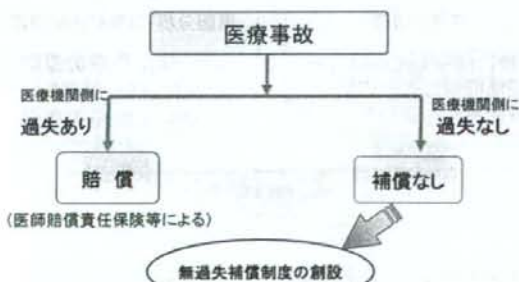 医療事故
医療機関側に
過失あり
医療機関側に
過失なし
賠 償
補償なし
(医師賠償責任保険等による)
無過失補償制度の創設